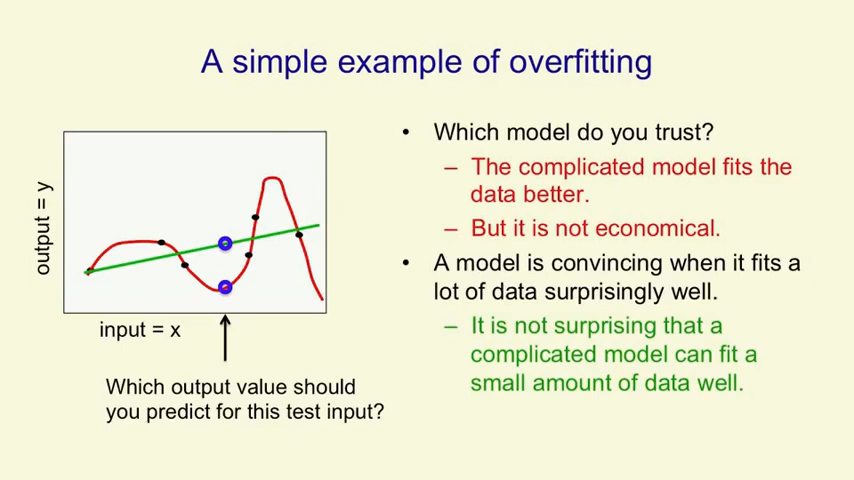 A simple example of overfitting
output = y
input = x
Which output value should
you predict for this test input?
• Which model do you trust?
– The complicated model fits the
data better.
– But it is not economical.
• A model is convincing when it fits a
lot of data surprisingly well.
– It is not surprising that a
complicated model can fit a
small amount of data well.